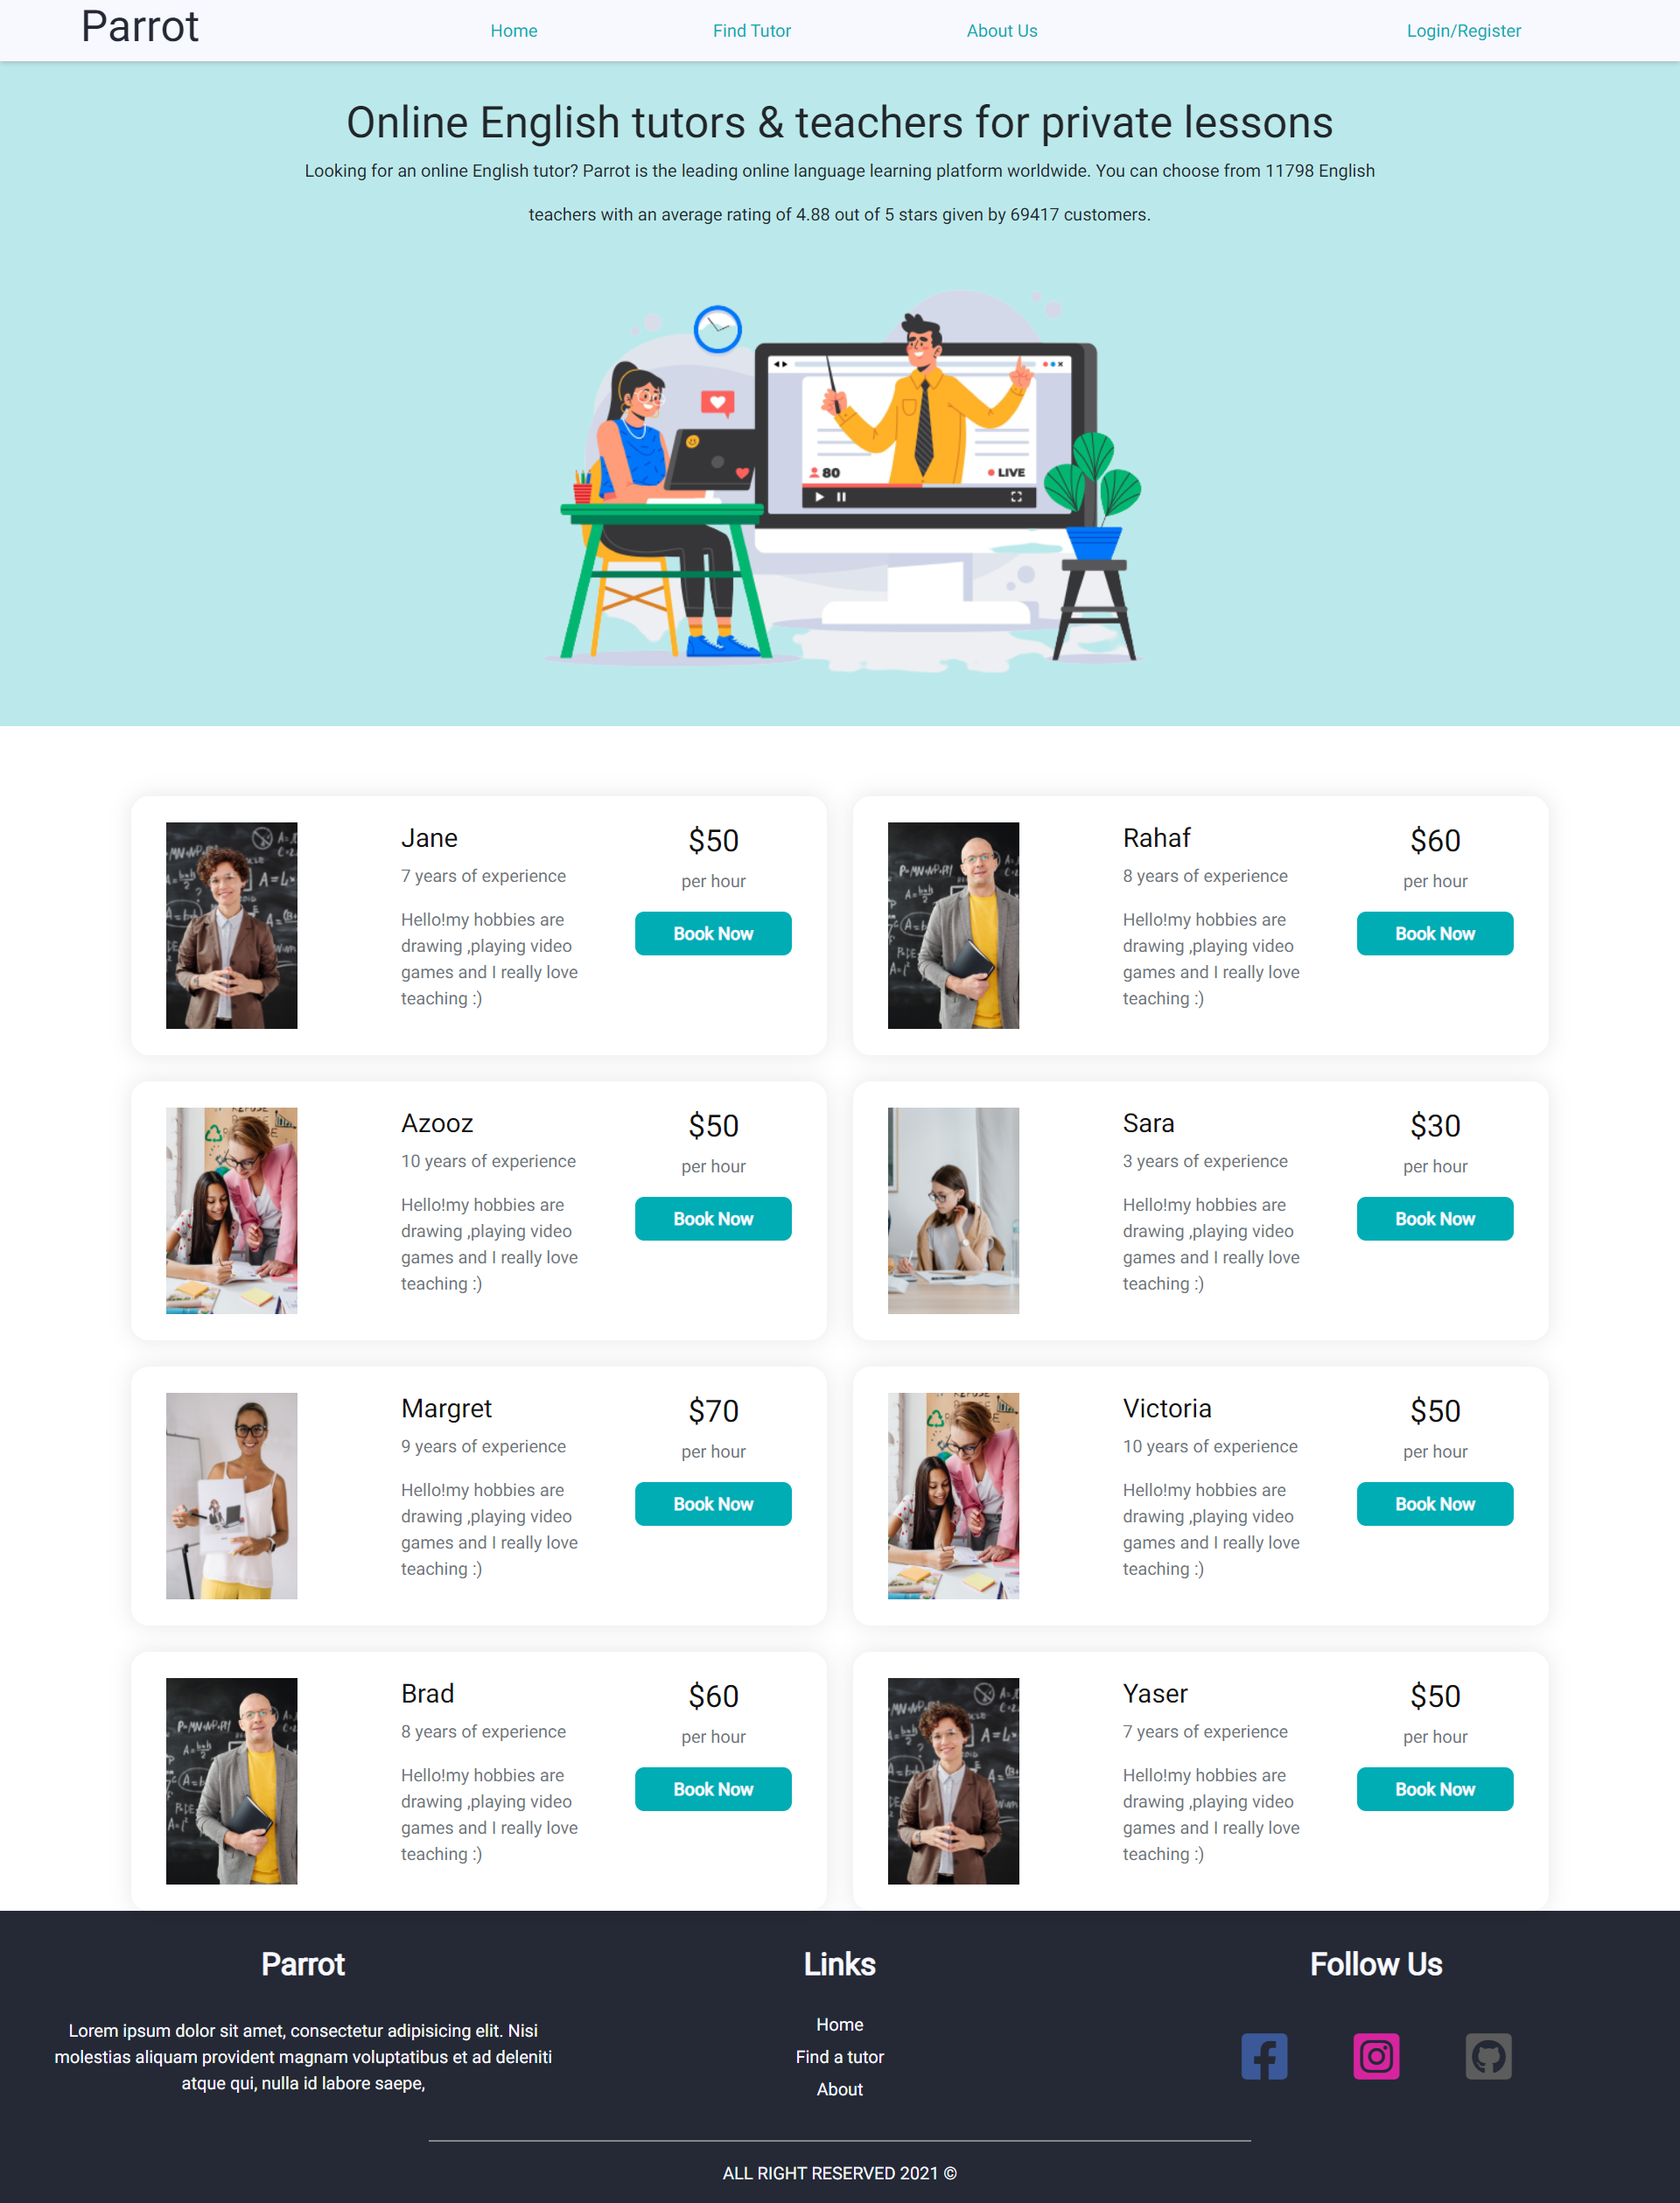 Parrot
Home
Find Tutor
About Us
Login/Register
Online English tutors & teachers for private lessons
Looking for an online English tutor? Parrot is the leading online language learning platform worldwide. You can choose from 11798 English
teachers with an average rating of 4.88 out of 5 stars given by 69417 customers.
80
LIVE
Jane
7 years of experience
Hello!my hobbies are
drawing ,playing video
games and I really love
teaching :)
$50
per hour
Book Now
Rahaf
8 years of experience
Hello!my hobbies are
drawing ,playing video
games and I really love
teaching :)
$60
per hour
Book Now
Azooz
10 years of experience
Hello!my hobbies are
drawing ,playing video
games and I really love
teaching :)
$50
per hour
Book Now
Sara
3 years of experience
Hello!my hobbies are
drawing ,playing video
games and I really love
teaching :)
$30
per hour
Book Now
Margret
9 years of experience
Hello!my hobbies are
drawing ,playing video
games and I really love
teaching :)
$70
per hour
Book Now
Victoria
10 years of experience
Hello!my hobbies are
drawing ,playing video
games and I really love
teaching :)
$50
per hour
Book Now
Brad
8 years of experience
Hello!my hobbies are
drawing ,playing video
games and I really love
teaching :)
$60
per hour
Book Now
Yaser
7 years of experience
Hello!my hobbies are
drawing ,playing video
games and I really love
teaching :)
$50
per hour
Book Now
Parrot
Lorem ipsum dolor sit amet, consectetur adipisicing elit. Nisi
molestias aliquam provident magnam voluptatibus et ad deleniti
atque qui, nulla id labore saepe,
Links
Home
Find a tutor
About
Follow Us
ALL RIGHT RESERVED 2021 ©